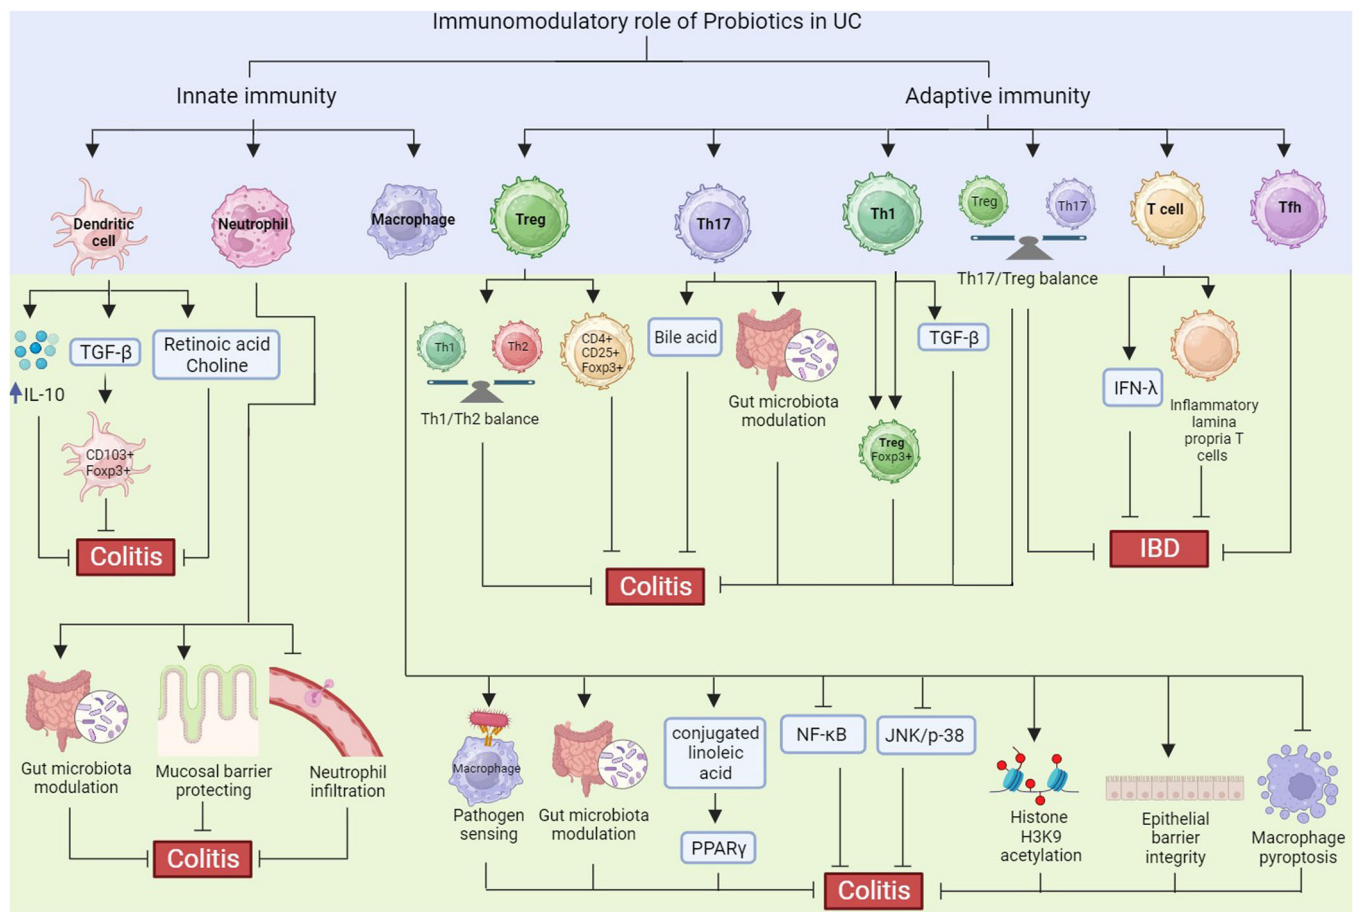 Immunomodulatory role of Probiotics in UC
Innate immunity
Adaptive immunity
Dendritic
cell
Neutrophil
Macrophage
Treg
Th17
Th1
Treg
Th17
Th17/Treg balance
T cell
Tfh
IL-10
TGF-β
Retinoic acid
Choline
CD103+
Foxp3+
Colitis
Th1
Th2
Th1/Th2 balance
CD4+
CD25+
Foxp3+
Bile acid
Gut microbiota
modulation
Treg
Foxp3+
TGF-β
Colitis
IFN-λ
Inflammatory
lamina
propria T
cells
IBD
Gut microbiota
modulation
Mucosal barrier
protecting
Neutrophil
infiltration
Colitis
Macrophage
Pathogen
sensing
Gut microbiota
modulation
conjugated
linoleic
acid
PPARγ
NF-κB
JNK/p-38
Histone
H3K9
acetylation
Epithelial
barrier
integrity
Macrophage
pyroptosis
Colitis